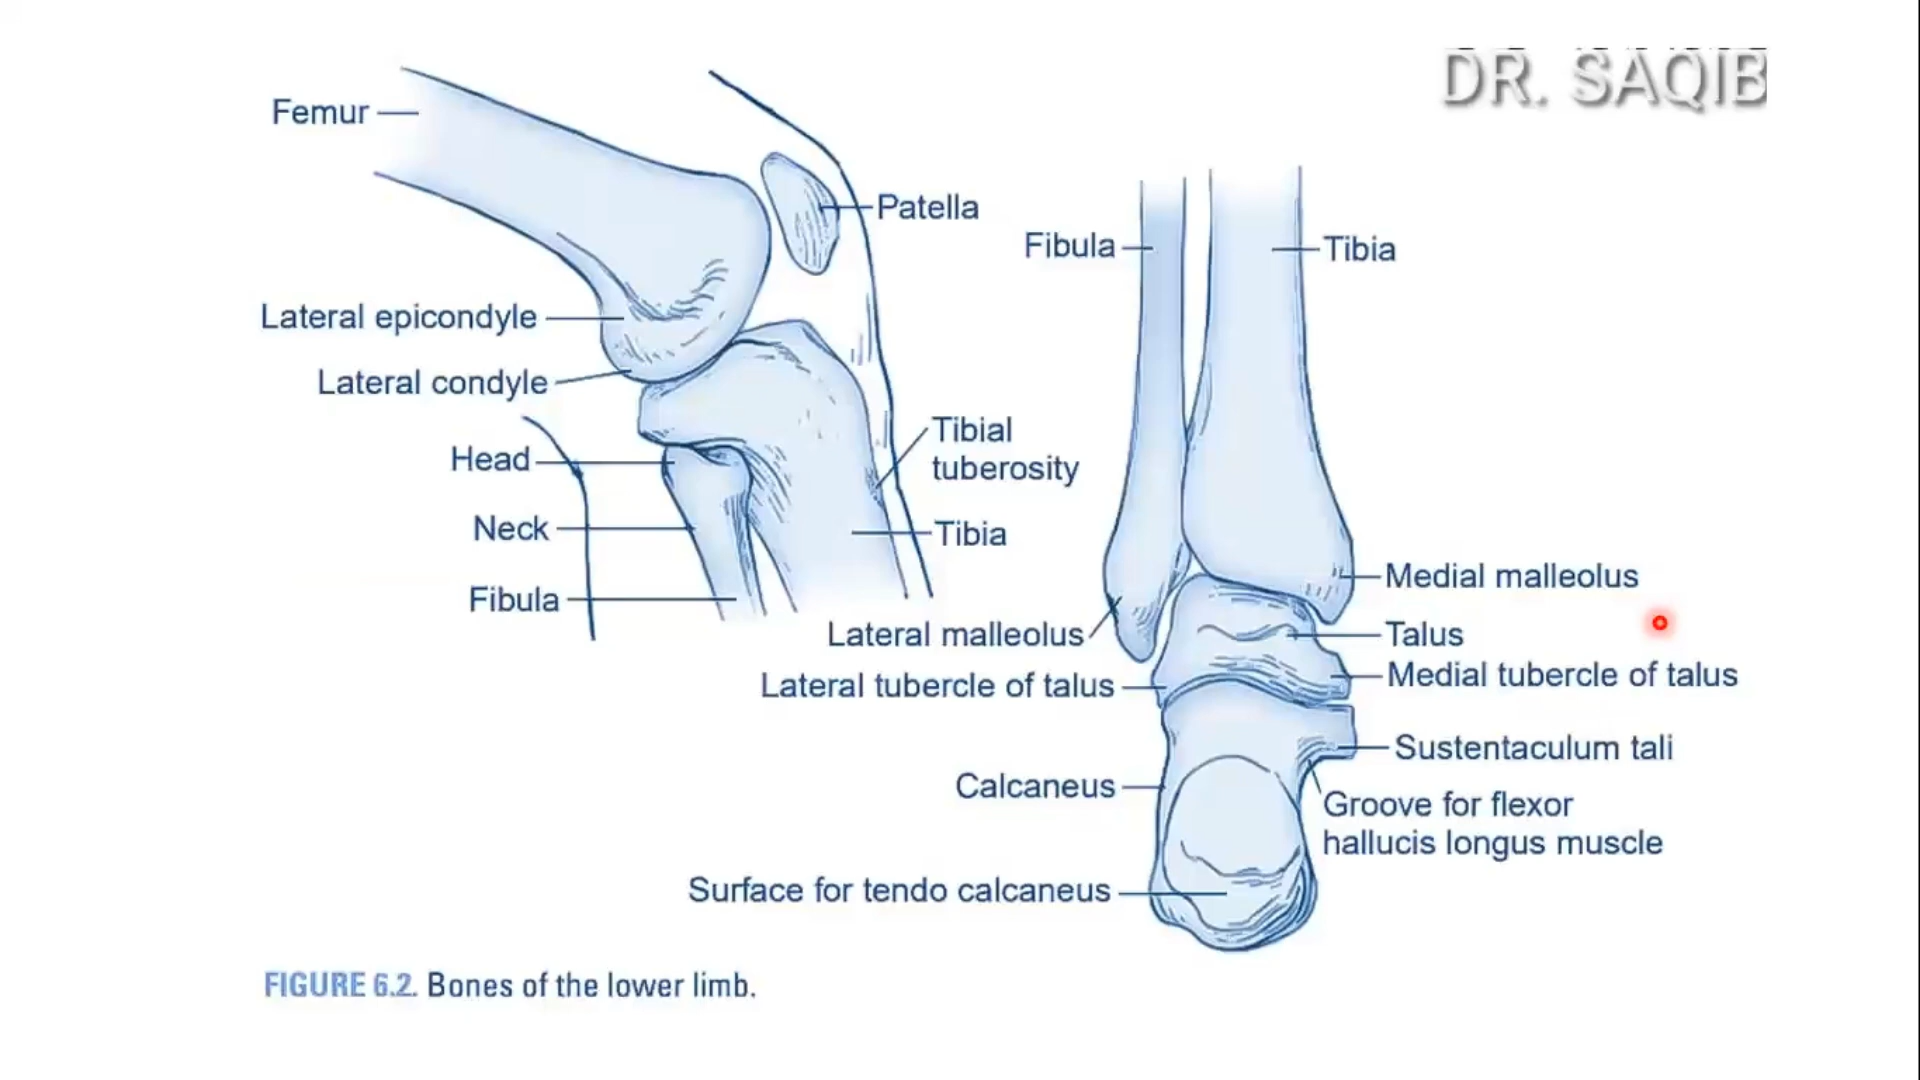 DR. SAQIB
Femur
Patella
Lateral epicondyle
Lateral condyle
Head
Neck
Fibula
Tibial
tuberosity
Tibia
Fibula
Tibia
Medial malleolus
Lateral malleolus
Talus
Lateral tubercle of talus
Medial tubercle of talus
Sustentaculum tali
Calcaneus
Groove for flexor
hallucis longus muscle
Surface for tendo calcaneus
FIGURE 6.2. Bones of the lower limb.